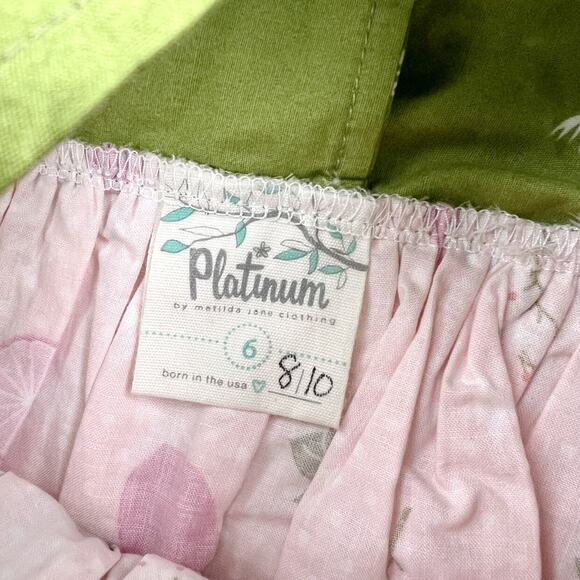 Platinum
by matilda jane clothing
6
born in the usa 8/10